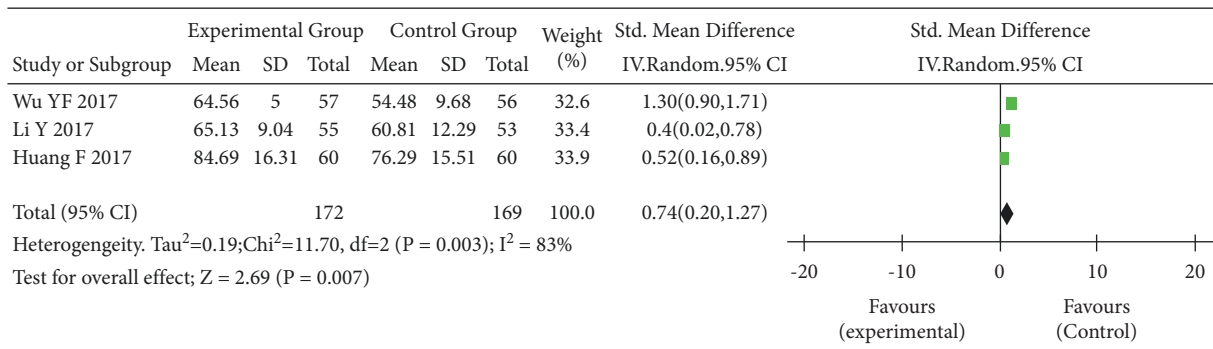 Experimental Group Control Group Weight (%) Std. Mean Difference Std. Mean Difference
Study or Subgroup Mean SD Total Mean SD Total IV.Random.95% CI IV.Random.95% CI
Wu YF 2017 64.56 5 57 54.48 9.68 56 32.6 1.30(0.90,1.71)
Li Y 2017 65.13 9.04 55 60.81 12.29 53 33.4 0.4(0.02,0.78)
Huang F 2017 84.69 16.31 60 76.29 15.51 60 33.9 0.52(0.16,0.89)
Total (95% CI) 172 169 100.0 0.74(0.20,1.27)
Heterogengeity. Tau²=0.19;Chi²=11.70, df=2 (P = 0.003); I² = 83%
Test for overall effect; Z = 2.69 (P = 0.007)
-20 -10 0 10 20
Favours (experimental) Favours (Control)